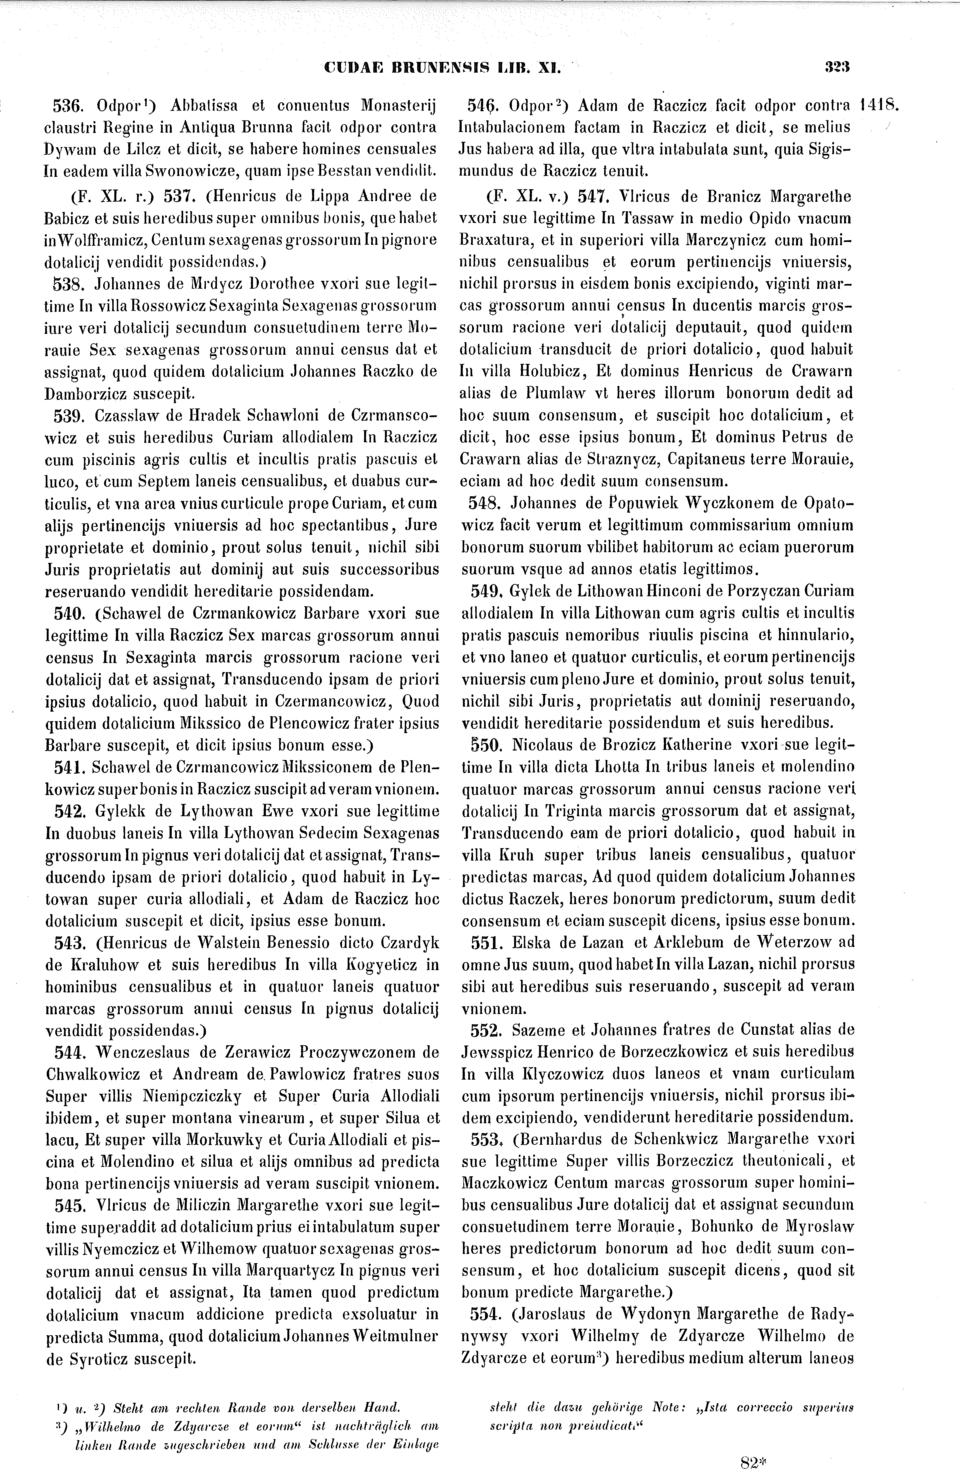 CUDAE BRUNENSIS LIB. XI. 323
536. Odpor¹) Abbatissa et conuentus Monasterij
claustri Regine in Antiqua Brunna facit odpor contra
Dywam de Lilcz et dicit, se habere homines censuales
In eadem villa Swonowicze, quam ipse Besstan vendidit.
(F. XL. r.) 537. (Henricus de Lippa Andree de
Babicz et suis heredibus super omnibus bonis, que habet
in Wolfframicz, Centum sexagenas grossorum In pignore
dotalicij vendidit possidendas.)
538. Johannes de Mrdycz Dorothee vxori sue legit-
time In villa Rossowicz Sexaginta Sexagenas grossorum
iure veri dotalicij secundum consuetudinem terre Mo-
rauie Sex sexagenas grossorum annui census dat et
assignat, quod quidem dotalicium Johannes Raczko de
Damborzicz suscepit.
539. Czasslaw de Hradek Schawloni de Czrmansco-
wicz et suis heredibus Curiam allodialem In Raczicz
cum piscinis agris cultis et incultis pratis pascuis et
luco, et cum Septem laneis censualibus, et duabus cur-
ticulis, et vna area vnius curticule prope Curiam, et cum
alijs pertinencijs vniuersis ad hoc spectantibus, Jure
proprietate et dominio, prout solus tenuit, nichil sibi
Juris proprietatis aut dominij aut suis successoribus
reseruando vendidit hereditarie possidendam.
540. (Schawel de Czrmankowicz Barbare vxori sue
legittime In villa Raczicz Sex marcas grossorum annui
census In Sexaginta marcis grossorum racione veri
dotalicij dat et assignat, Transducendo ipsam de priori
ipsius dotalicio, quod habuit in Czermancowicz, Quod
quidem dotalicium Mikssico de Plencowicz frater ipsius
Barbare suscepit, et dicit ipsius bonum esse.)
541. Schawel de Czrmancowicz Mikssiconem de Plen-
kowicz super bonis in Raczicz suscipit ad veram vnionem.
542. Gylekk de Lythowan Ewe vxori sue legittime
In duobus laneis In villa Lythowan Sedecim Sexagenas
grossorum In pignus veri dotalicij dat et assignat, Trans-
ducendo ipsam de priori dotalicio, quod habuit in Ly-
towan super curia allodiali, et Adam de Raczicz hoc
dotalicium suscepit et dicit, ipsius esse bonum.
543. (Henricus de Walstein Benessio dicto Czardyk
de Kraluhow et suis heredibus In villa Kogyeticz in
hominibus censualibus et in quatuor laneis quatuor
marcas grossorum annui census In pignus dotalicij
vendidit possidendas.)
544. Wenczeslaus de Zerawicz Proczywczonem de
Chwalkowicz et Andream de Pawlowicz fratres suos
Super villis Niempcziczky et Super Curia Allodiali
ibidem, et super montana vinearum, et super Silua et
lacu, Et super villa Morkuwky et Curia Allodiali et pis-
cina et Molendino et silua et alijs omnibus ad predicta
bona pertinencijs vniuersis ad veram suscipit vnionem.
545. Vlricus de Miliczin Margarethe vxori sue legit-
time superaddit ad dotalicium prius ei intabulatum super
villis Nyemczicz et Wilhemow quatuor sexagenas gros-
sorum annui census In villa Marquartycz In pignus veri
dotalicij dat et assignat, Ita tamen quod predictum
dotalicium vnacum addicione predicta exsoluatur in
predicta Summa, quod dotalicium Johannes Weitmulner
de Syroticz suscepit.
546. Odpor²) Adam de Raczicz facit odpor contra 1418.
Intabulacionem factam in Raczicz et dicit, se melius
Jus habera ad illa, que vltra intabulata sunt, quia Sigis-
mundus de Raczicz tenuit.
(F. XL. v.) 547. Vlricus de Branicz Margarethe
vxori sue legittime In Tassaw in medio Opido vnacum
Braxatura, et in superiori villa Marczynicz cum homi-
nibus censualibus et eorum pertinencijs vniuersis,
nichil prorsus in eisdem bonis excipiendo, viginti mar-
cas grossorum annui census In ducentis marcis gros-
sorum racione veri dotalicij deputauit, quod quidem
dotalicium transducit de priori dotalicio, quod habuit
In villa Holubicz, Et dominus Henricus de Crawarn
alias de Plumlaw vt heres illorum bonorum dedit ad
hoc suum consensum, et suscipit hoc dotalicium, et
dicit, hoc esse ipsius bonum, Et dominus Petrus de
Crawarn alias de Straznycz, Capitaneus terre Morauie,
eciam ad hoc dedit suum consensum.
548. Johannes de Popuwiek Wyczkonem de Opato-
wicz facit verum et legittimum commissarium omnium
bonorum suorum vbilibet habitorum ac eciam puerorum
suorum vsque ad annos etatis legittimos.
549. Gylek de Lithowan Hinconi de Porzyczan Curiam
allodialem In villa Lithowan cum agris cultis et incultis
pratis pascuis nemoribus riuulis piscina et hinnulario,
et vno laneo et quatuor curticulis, et eorum pertinencijs
vniuersis cum pleno Jure et dominio, prout solus tenuit,
nichil sibi Juris, proprietatis aut dominij reseruando,
vendidit hereditarie possidendum et suis heredibus.
550. Nicolaus de Brozicz Katherine vxori sue legit-
time In villa dicta Lhotta In tribus laneis et molendino
quatuor marcas grossorum annui census racione veri
dotalicij In Triginta marcis grossorum dat et assignat,
Transducendo eam de priori dotalicio, quod habuit in
villa Kruh super tribus laneis censualibus, quatuor
predictas marcas, Ad quod quidem dotalicium Johannes
dictus Raczek, heres bonorum predictorum, suum dedit
consensum et eciam suscepit dicens, ipsius esse bonum.
551. Elska de Lazan et Arklebum de Weterzow ad
omne Jus suum, quod habet In villa Lazan, nichil prorsus
sibi aut heredibus suis reseruando, suscepit ad veram
vnionem.
552. Sazeme et Johannes fratres de Cunstat alias de
Jewsspicz Henrico de Borzeczkowicz et suis heredibus
In villa Klyczowicz duos laneos et vnam curticulam
cum ipsorum pertinencijs vniuersis, nichil prorsus ibi-
dem excipiendo, vendiderunt hereditarie possidendum.
553. (Bernhardus de Schenkwicz Margarethe vxori
sue legittime Super villis Borzeczicz theutonicali, et
Maczkowicz Centum marcas grossorum super homini-
bus censualibus Jure dotalicij dat et assignat secundum
consuetudinem terre Morauie, Bohunko de Myroslaw
heres predictorum bonorum ad hoc dedit suum con-
sensum, et hoc dotalicium suscepit dicens, quod sit
bonum predicte Margarethe.)
554. (Jaroslaus de Wydonyn Margarethe de Rady-
nywsy vxori Wilhelmy de Zdyarcze Wilhelmo de
Zdyarcze et eorum³) heredibus medium alterum laneos
¹) u. ²) Steht am rechten Rande von derselben Hand.
³) „Wilhelmo de Zdyarcze et eorum“ ist nachträglich am
linken Rande zugeschrieben und am Schlusse der Einlage
steht die dazu gehörige Note: „Ista correccio superius
scripta non preiudicat.“
82*